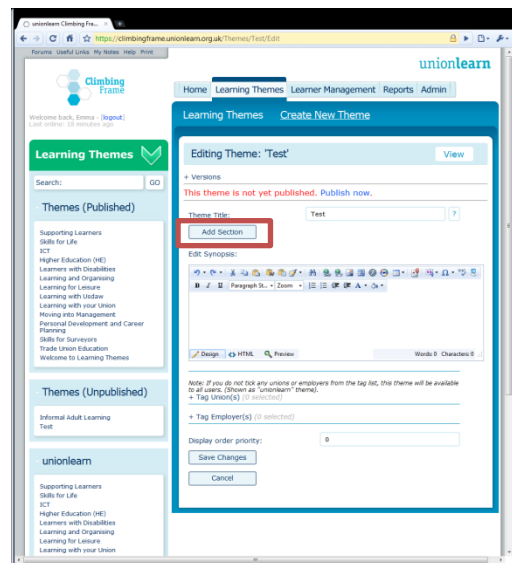 unionlearn Climbing Fra...
https://climbingframe.unionlearn.org.uk/Themes/Test/Edit
Forums Useful Links My Notes Help Print
unionlearn
Climbing
Frame
Home Learning Themes Learner Management Reports Admin
Welcome back, Emma - [logout]
Last online: 18 minutes ago
Learning Themes Create New Theme
Learning Themes
Search: GO
Themes (Published)
Supporting Learners
Skills for Life
ICT
Higher Education (HE)
Learners with Disabilities
Learning and Organising
Learning for Leisure
Learning with Usdaw
Learning with your Union
Moving into Management
Personal Development and Career
Planning
Skills for Surveyors
Trade Union Education
Welcome to Learning Themes
Themes (Unpublished)
Informal Adult Learning
Test
unionlearn
Supporting Learners
Skills for Life
ICT
Higher Education (HE)
Learners with Disabilities
Learning and Organising
Learning for Leisure
Learning with your Union
Editing Theme: 'Test' View
+ Versions
This theme is not yet published. Publish now.
Theme Title: Test ?
Add Section
Edit Synopsis:
B I U Paragraph St... Zoom
Design HTML Preview Words: 0 Characters: 0
Note: If you do not tick any unions or employers from the tag list, this theme will be available
to all users. (Shown as "unionlearn" theme).
+ Tag Union(s) (0 selected)
+ Tag Employer(s) (0 selected)
Display order priority: 0
Save Changes
Cancel